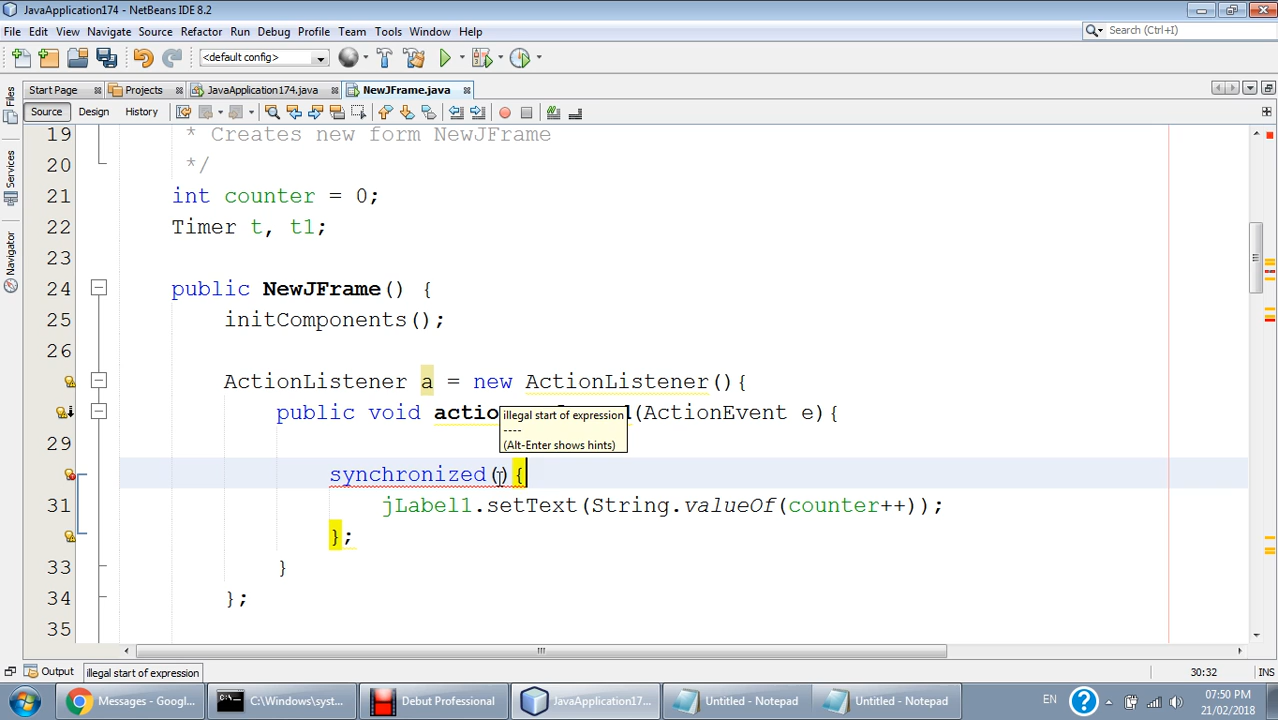 JavaApplication174 - NetBeans IDE 8.2
File Edit View Navigate Source Refactor Run Debug Profile Team Tools Window Help
Search (Ctrl+I)
<default config>
Start Page Projects JavaApplication174.java NewJFrame.java
Source Design History
Files
Services
Navigator
19 * Creates new form NewJFrame
20 */
21 int counter = 0;
22 Timer t, t1;
23
24 public NewJFrame() {
25 initComponents();
26
ActionListener a = new ActionListener(){
public void actio (ActionEvent e){
illegal start of expression
----
(Alt-Enter shows hints)
29
synchronized(){
31 jLabel1.setText(String.valueOf(counter++));
};
33 }
34 };
35
Output illegal start of expression 30:32 INS
Messages - Googl... C:\Windows\syst... Debut Professional JavaApplication17... Untitled - Notepad Untitled - Notepad EN
07:50 PM
21/02/2018